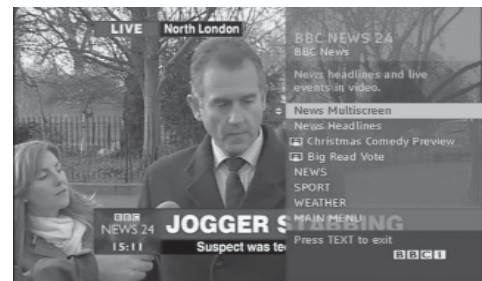 LIVE North London
BBC NEWS 24
BBC News
News headlines and live
events in video.
News Multiscreen
News Headlines
Christmas Comedy Preview
Big Read Vote
NEWS
SPORT
WEATHER
MAIN MENU
Press TEXT to exit
BBCi
BBC
NEWS 24
15:11
JOGGER STABBING
Suspect was